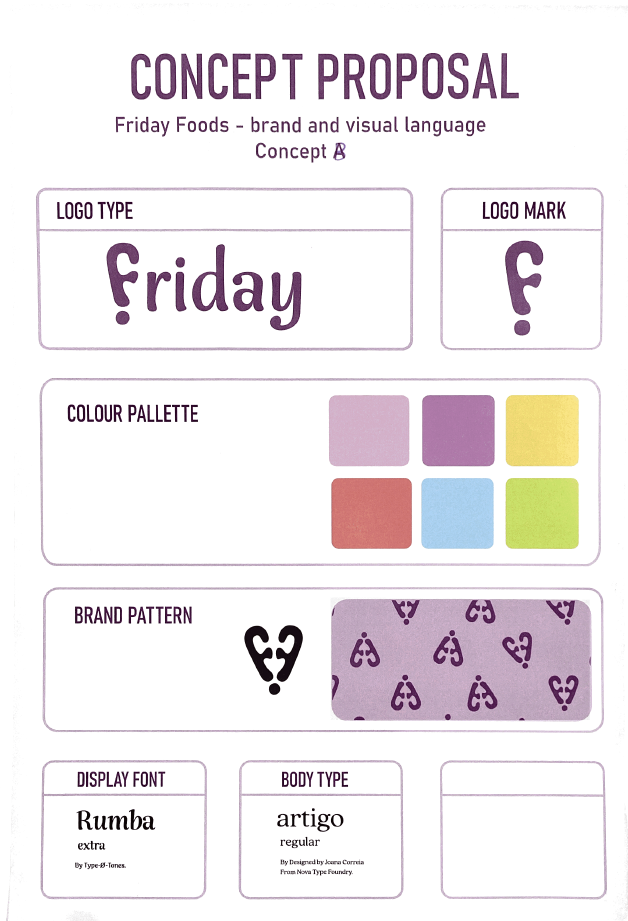 CONCEPT PROPOSAL
Friday Foods - brand and visual language
Concept
LOGO TYPE
Friday
LOGO MARK
F
COLOUR PALLETTE
BRAND PATTERN
DISPLAY FONT
Rumba
extra
By Type-Ø-Tones.
BODY TYPE
artigo
regular
By Designed by Joana Correia
From Nova Type Foundry.